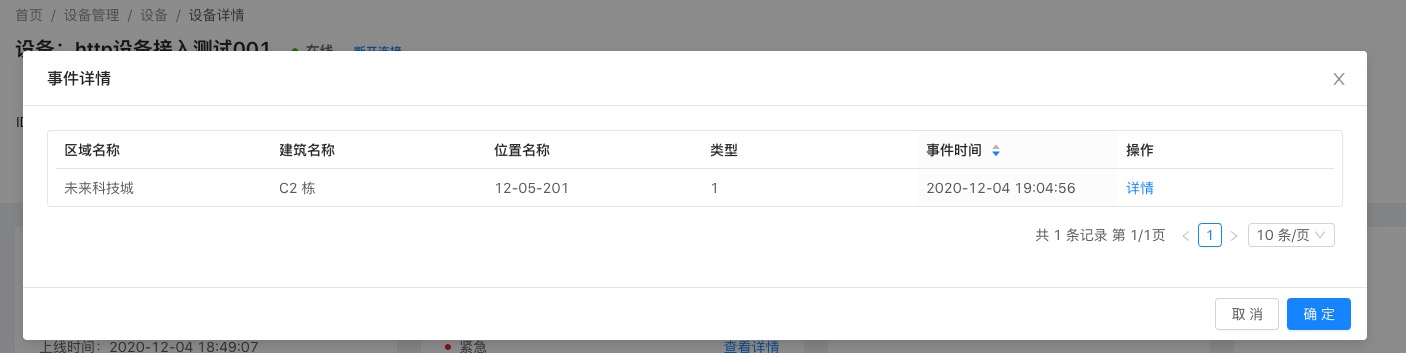 首页 / 设备管理 / 设备 / 设备详情
设备：http设备接入测试001 在线 断开连接
事件详情
区域名称 建筑名称 位置名称 类型 事件时间 操作
未来科技城 C2 栋 12-05-201 1 2020-12-04 19:04:56 详情
共 1 条记录 第 1/1页 < 1 > 10 条/页
取 消 确 定
上线时间：2020-12-04 18:49:07 紧急 查看详情